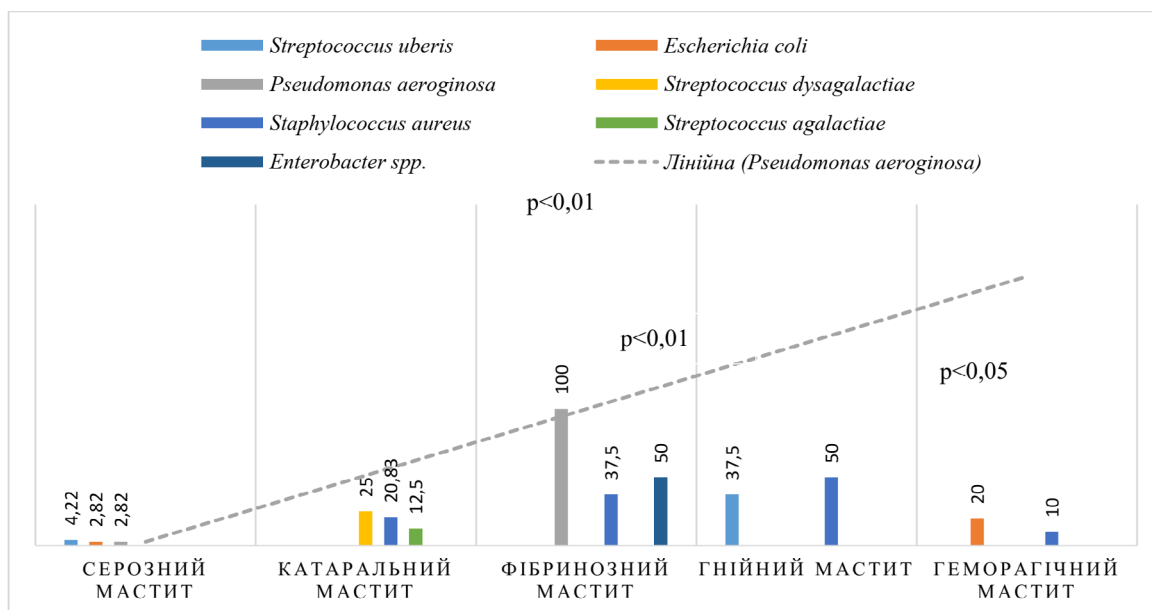 Streptococcus uberis
Escherichia coli
Pseudomonas aeroginosa
Streptococcus dysagalactiae
Staphylococcus aureus
Streptococcus agalactiae
Enterobacter spp.
Лінійна (Pseudomonas aeroginosa)
p<0,01
p<0,01
p<0,05
4,22
2,82
2,82
25
20,83
12,5
100
37,5
50
37,5
50
20
10
СЕРОЗНИЙ
МАСТИТ
КАТАРАЛЬНИЙ
МАСТИТ
ФІБРИНОЗНИЙ
МАСТИТ
ГНІЙНИЙ МАСТИТ
ГЕМОРАГІЧНИЙ
МАСТИТ